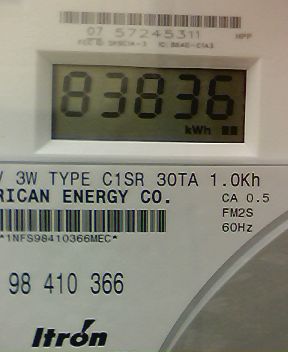 07 57245311
83836
kWh
V 3W TYPE C1SR 30TA 1.0Kh
RICAN ENERGY CO.
CA 0.5
FM2S
60Hz
*1NFS98410366MEC*
98 410 366
Itrón